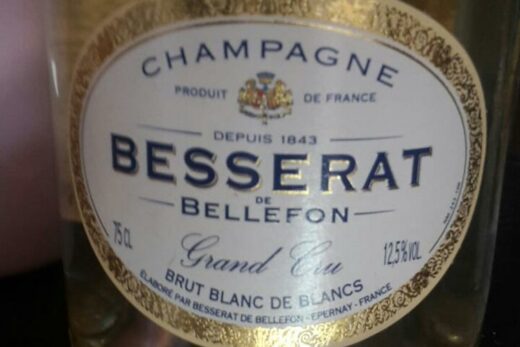 CHAMPAGNE
PRODUIT DE FRANCE
DEPUIS 1843
BESSERAT
DE
BELLEFON
75 CL
Grand Cru
12,5% VOL.
BRUT BLANC DE BLANCS
ÉLABORÉ PAR BESSERAT DE BELLEFON - EPERNAY - FRANCE